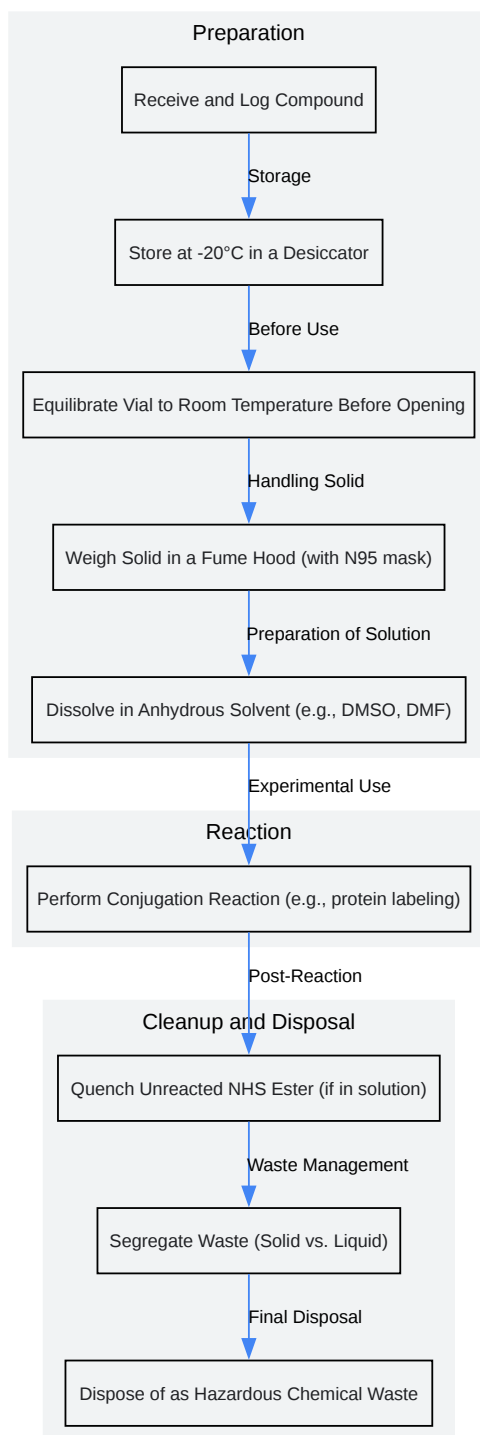 Preparation
Receive and Log Compound
Storage
Store at -20°C in a Desiccator
Before Use
Equilibrate Vial to Room Temperature Before Opening
Handling Solid
Weigh Solid in a Fume Hood (with N95 mask)
Preparation of Solution
Dissolve in Anhydrous Solvent (e.g., DMSO, DMF)
Experimental Use
Reaction
Perform Conjugation Reaction (e.g., protein labeling)
Post-Reaction
Cleanup and Disposal
Quench Unreacted NHS Ester (if in solution)
Waste Management
Segregate Waste (Solid vs. Liquid)
Final Disposal
Dispose of as Hazardous Chemical Waste